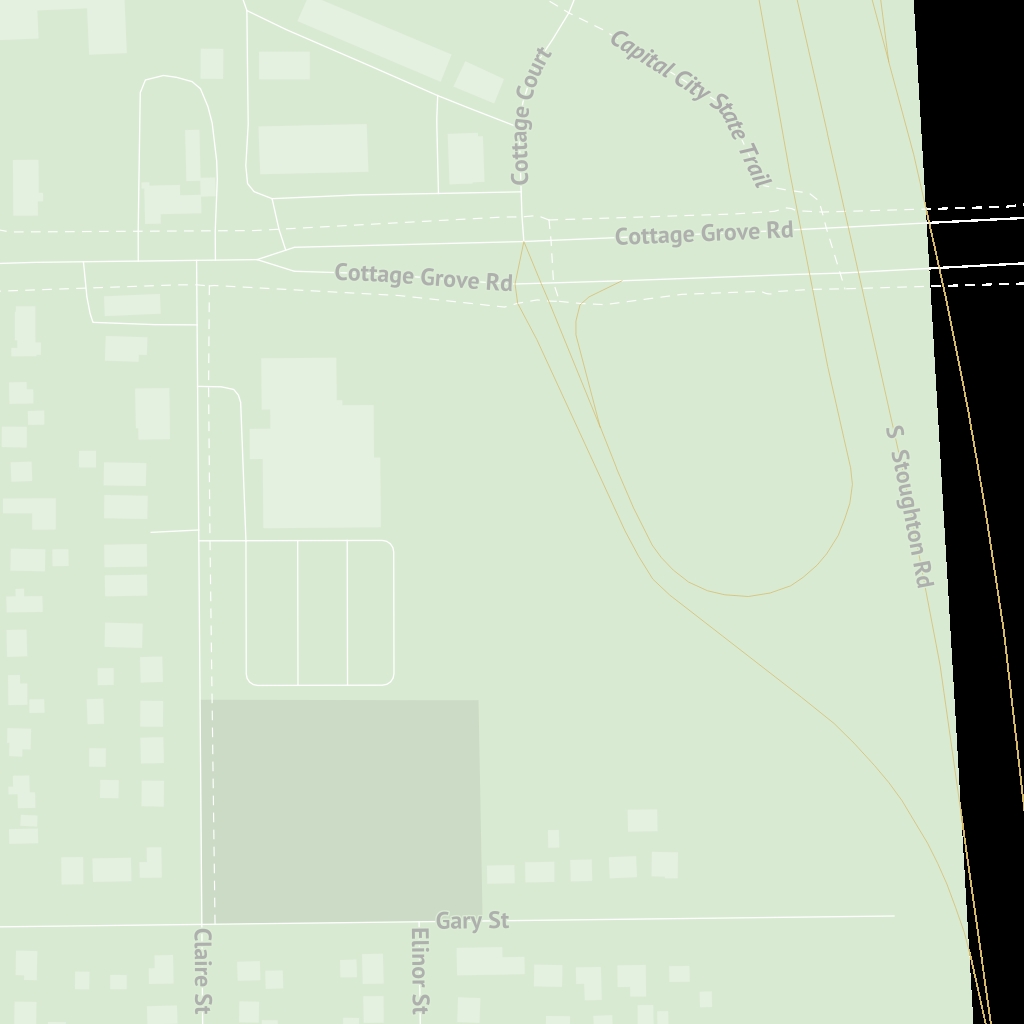 Capital City State Trail
Cottage Court
Cottage Grove Rd
Cottage Grove Rd
S Stoughton Rd
Gary St
Claire St
Elinor St